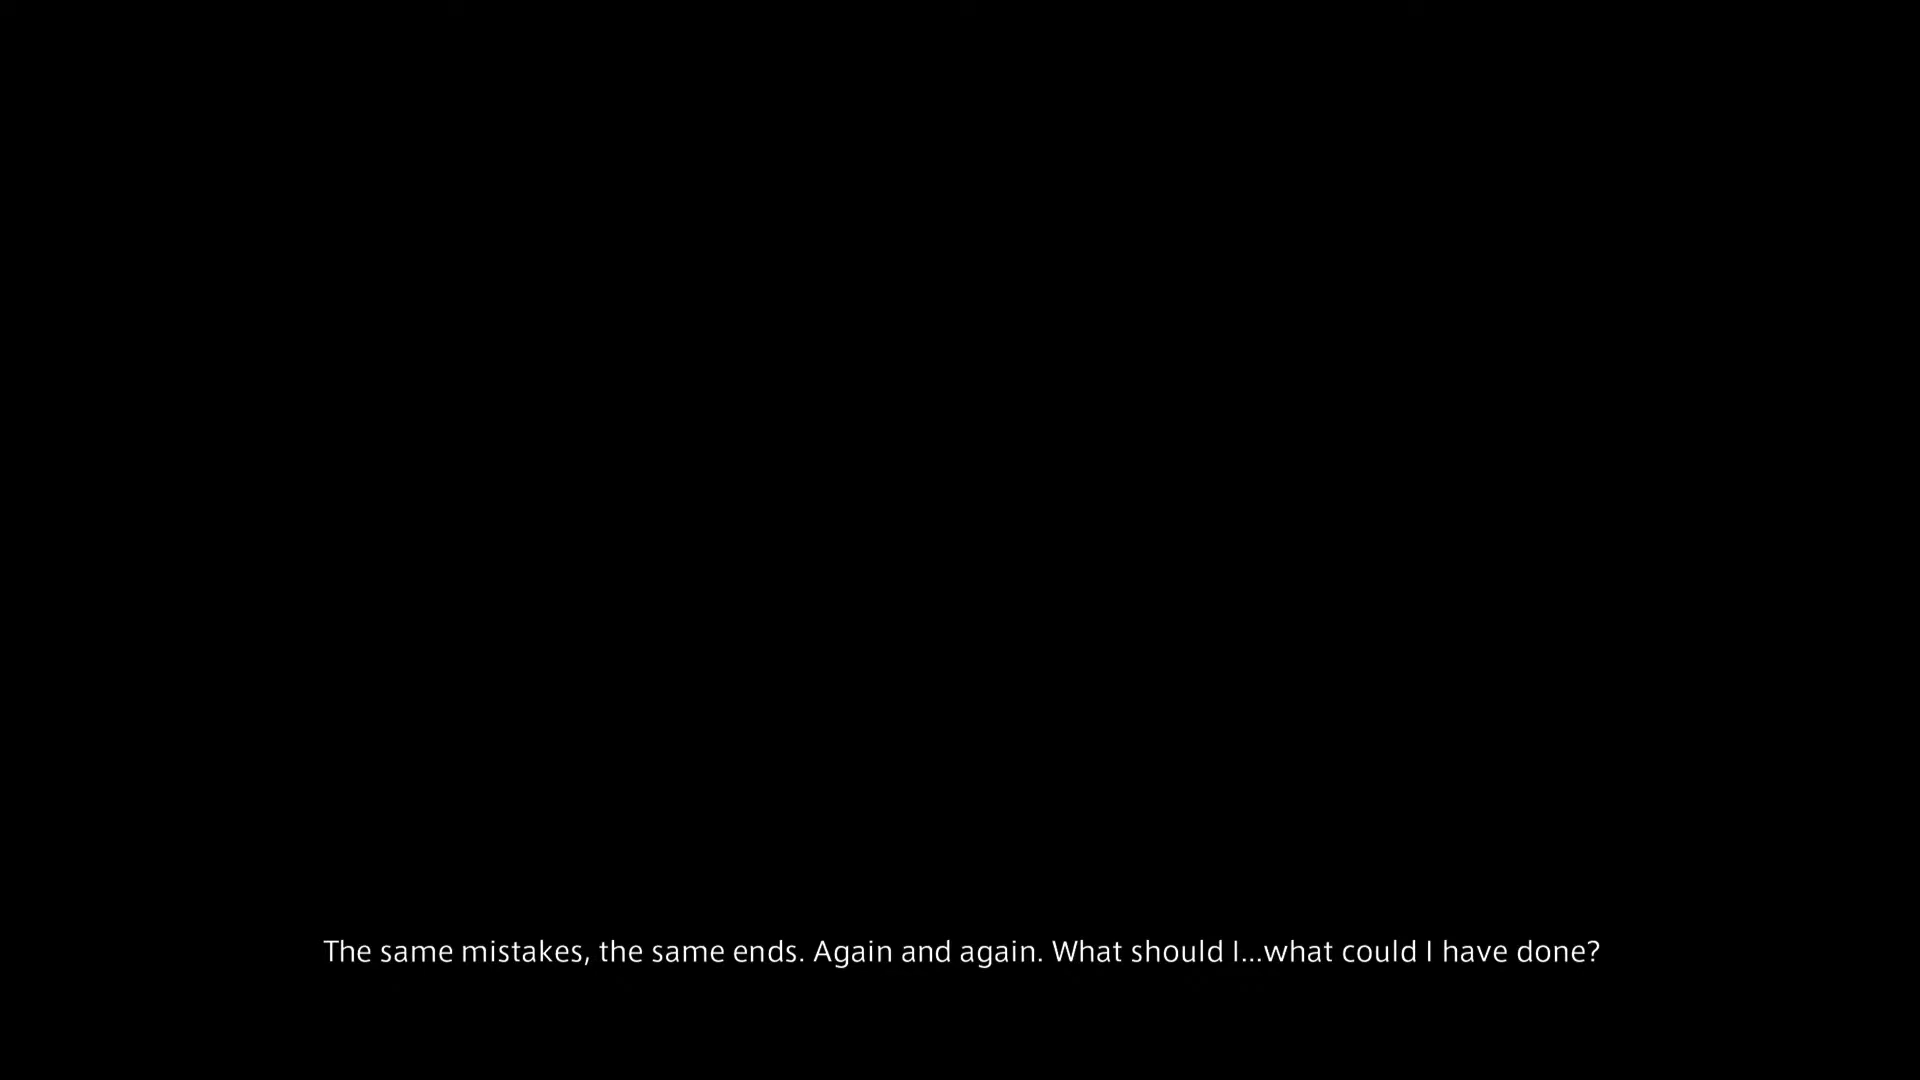 The same mistakes, the same ends. Again and again. What should I...what could I have done?